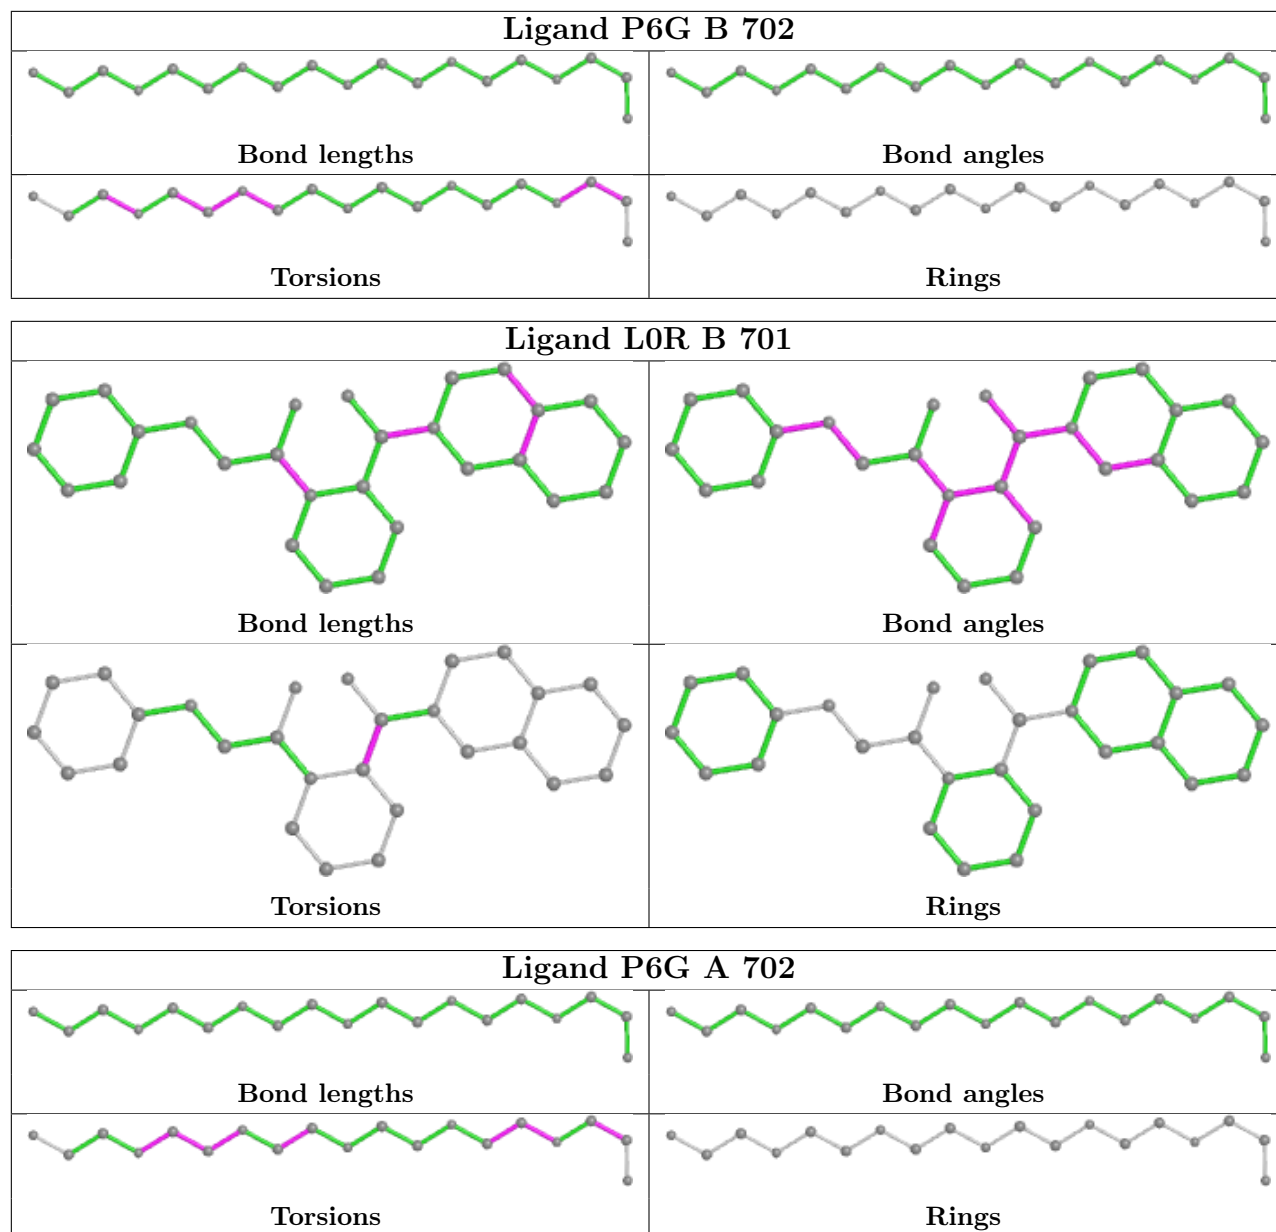 Ligand P6G B 702
Bond lengths
Bond angles
Torsions
Rings
Ligand L0R B 701
Bond lengths
Bond angles
Torsions
Rings
Ligand P6G A 702
Bond lengths
Bond angles
Torsions
Rings